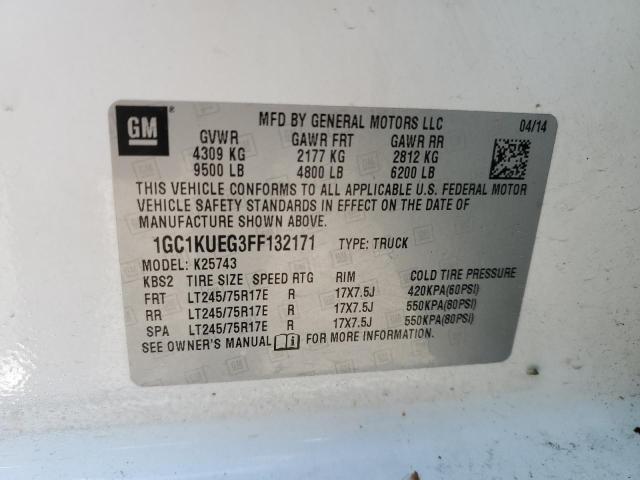 GM ®
MFD BY GENERAL MOTORS LLC 04/14
GVWR GAWR FRT GAWR RR
4309 KG 2177 KG 2812 KG
9500 LB 4800 LB 6200 LB
THIS VEHICLE CONFORMS TO ALL APPLICABLE U.S. FEDERAL MOTOR
VEHICLE SAFETY STANDARDS IN EFFECT ON THE DATE OF
MANUFACTURE SHOWN ABOVE.
1GC1KUEG3FF132171 TYPE: TRUCK
MODEL: K25743
KBS2 TIRE SIZE SPEED RTG RIM COLD TIRE PRESSURE
FRT LT245/75R17E R 17X7.5J 420KPA(60PSI)
RR LT245/75R17E R 17X7.5J 550KPA(80PSI)
SPA LT245/75R17E R 17X7.5J 550KPA(80PSI)
SEE OWNER'S MANUAL i FOR MORE INFORMATION.